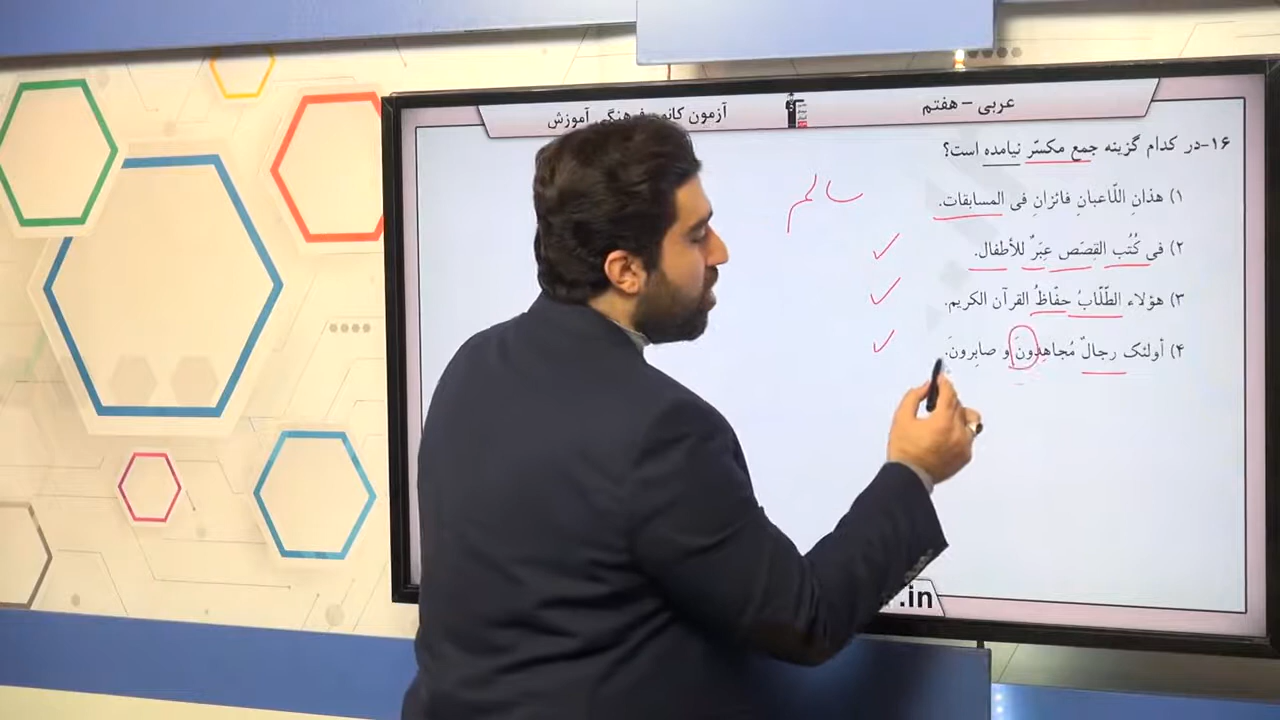 عربی - هفتم
آزمون کانون فرهنگی آموزش
۱۶-در کدام گزینه جمع مکسّر نیامده است؟
۱) هذانِ اللّاعبانِ فائزانِ فی المسابقات.
سالم
۲) فی کُتُب القِصَص عِبَرٌ للأطفال.
۳) هؤلاء الطّلّابُ حفّاظُ القرآن الکریم.
۴) أولئک رجالٌ مُجاهِدونَ و صابِرونَ.
.in